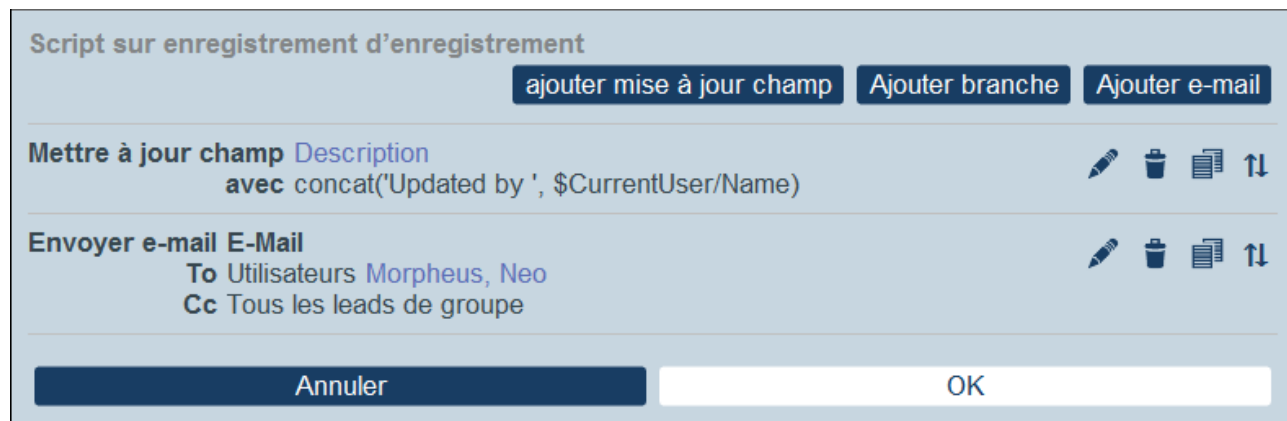 Script sur enregistrement d’enregistrement
ajouter mise à jour champ Ajouter branche Ajouter e-mail
Mettre à jour champ Description
avec concat('Updated by ', $CurrentUser/Name)
Envoyer e-mail E-Mail
To Utilisateurs Morpheus, Neo
Cc Tous les leads de groupe
Annuler OK